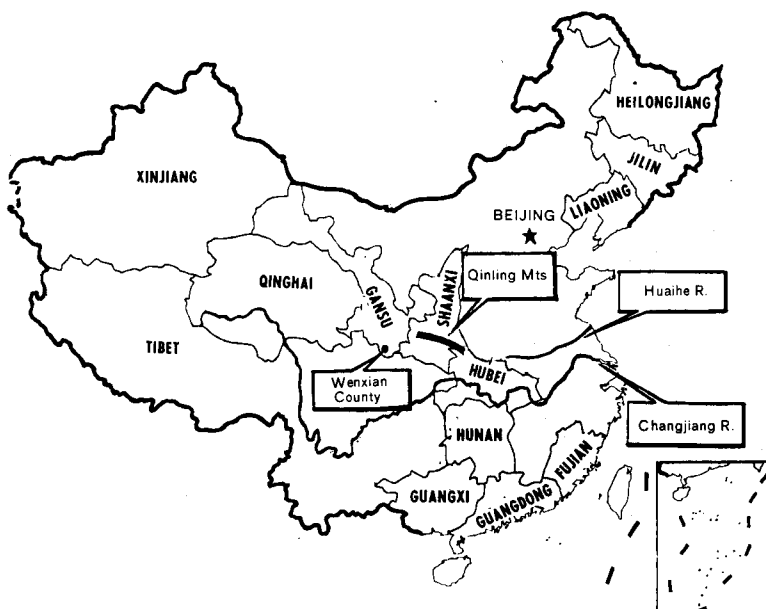 HEILONGJIANG
JILIN
XINJIANG
LIAONING
BEIJING
QINGHAI
GANSU
SHAANXI
Qinling Mts
Huaihe R.
TIBET
HUBEI
Wenxian
County
Changjiang R.
HUNAN
FUJIAN
GUANGXI
GUANGDONG